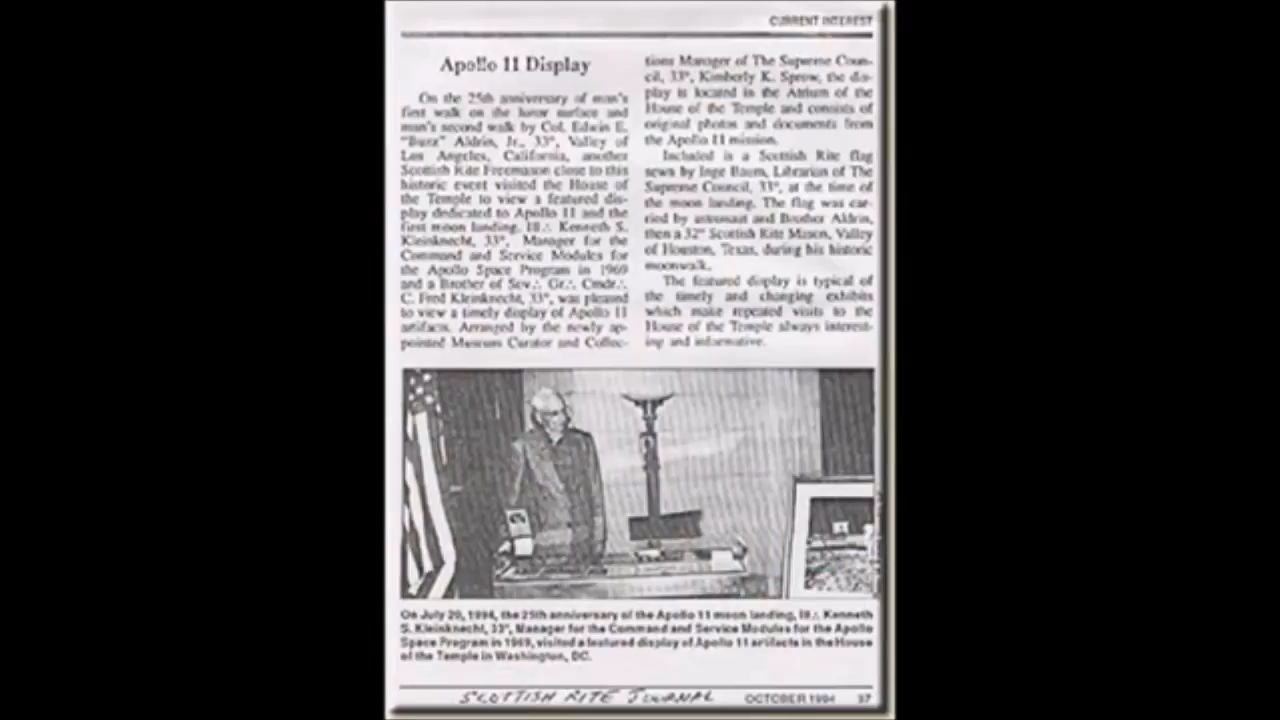 CURRENT INTEREST
Apollo 11 Display
On the 25th anniversary of man's
first walk on the lunar surface and
man's second walk by Col. Edwin E.
"Buzz" Aldrin, Jr., 33°, Valley of
Los Angeles, California, another
Scottish Rite Freemason close to this
historic event visited the House of
the Temple to view a featured dis-
play dedicated to Apollo 11 and the
first moon landing. Ill∴ Kenneth S.
Kleinknecht, 33°, Manager for the
Command and Service Modules for
the Apollo Space Program in 1969
and a Brother of Sov∴ Gr∴ Cmdr∴
C. Fred Kleinknecht, 33°, was pleased
to view a timely display of Apollo 11
artifacts. Arranged by the newly ap-
pointed Museum Curator and Collec-
tions Manager of The Supreme Coun-
cil, 33°, Kimberly K. Sprow, the dis-
play is located in the Atrium of the
House of the Temple and consists of
original photos and documents from
the Apollo 11 mission.
Included is a Scottish Rite flag
sewn by Inge Baum, Librarian of The
Supreme Council, 33°, at the time of
the moon landing. The flag was car-
ried by astronaut and Brother Aldrin,
then a 32° Scottish Rite Mason, Valley
of Houston, Texas, during his historic
moonwalk.
The featured display is typical of
the timely and changing exhibits
which make repeated visits to the
House of the Temple always interest-
ing and informative.
On July 20, 1994, the 25th anniversary of the Apollo 11 moon landing, Ill∴ Kenneth
S. Kleinknecht, 33°, Manager for the Command and Service Modules for the Apollo
Space Program in 1969, visited a featured display of Apollo 11 artifacts in the House
of the Temple in Washington, DC.
SCOTTISH RITE JOURNAL OCTOBER 1994 37